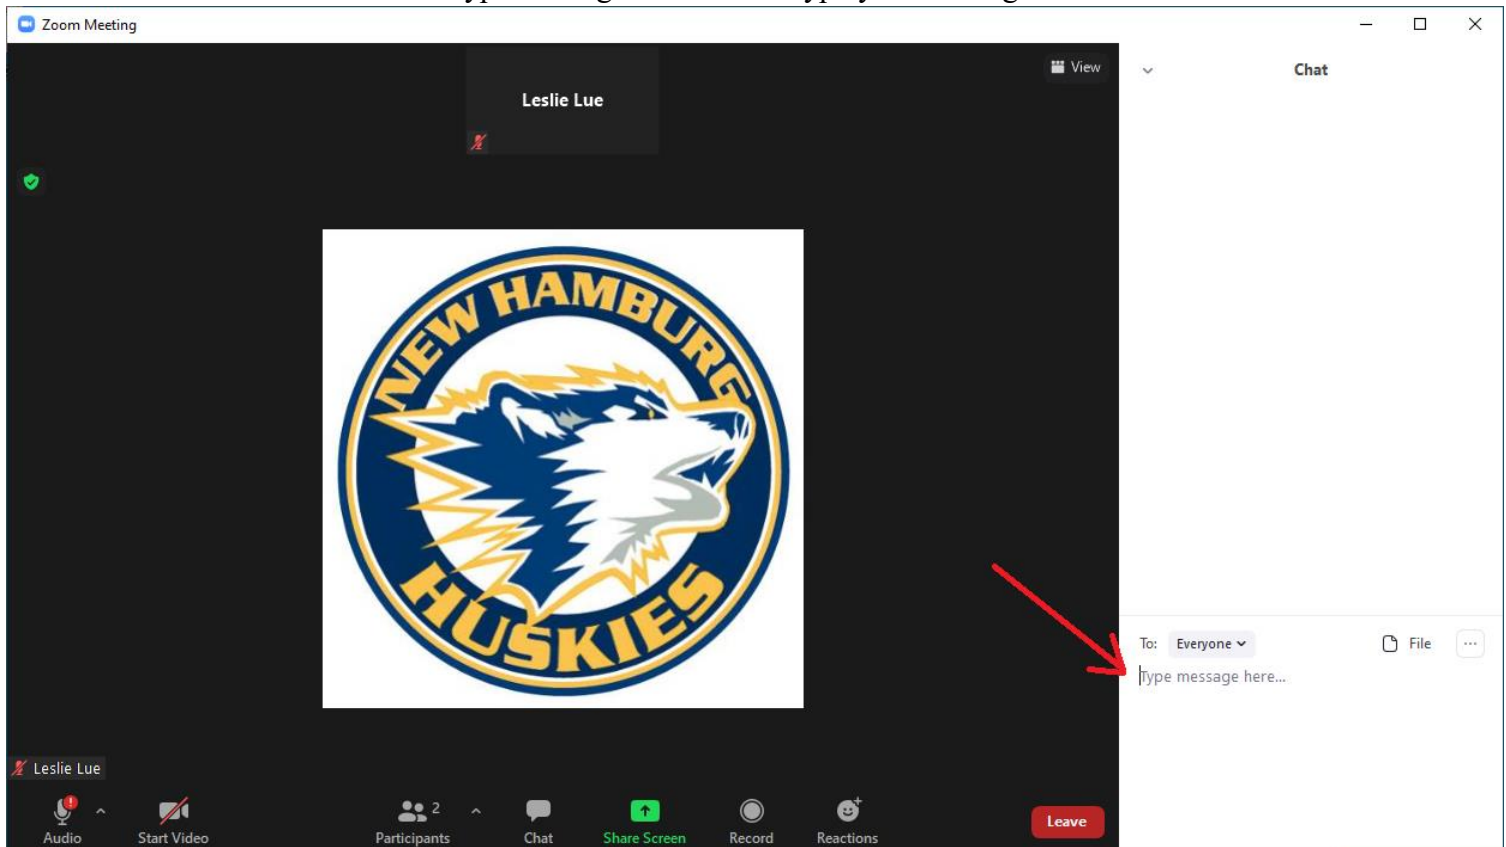 Zoom Meeting
Leslie Lue
View
Chat
NEW HAMBURG
HUSKIES
To: Everyone
File
Type message here...
Leslie Lue
Audio
Start Video
Participants
2
Chat
Share Screen
Record
Reactions
Leave